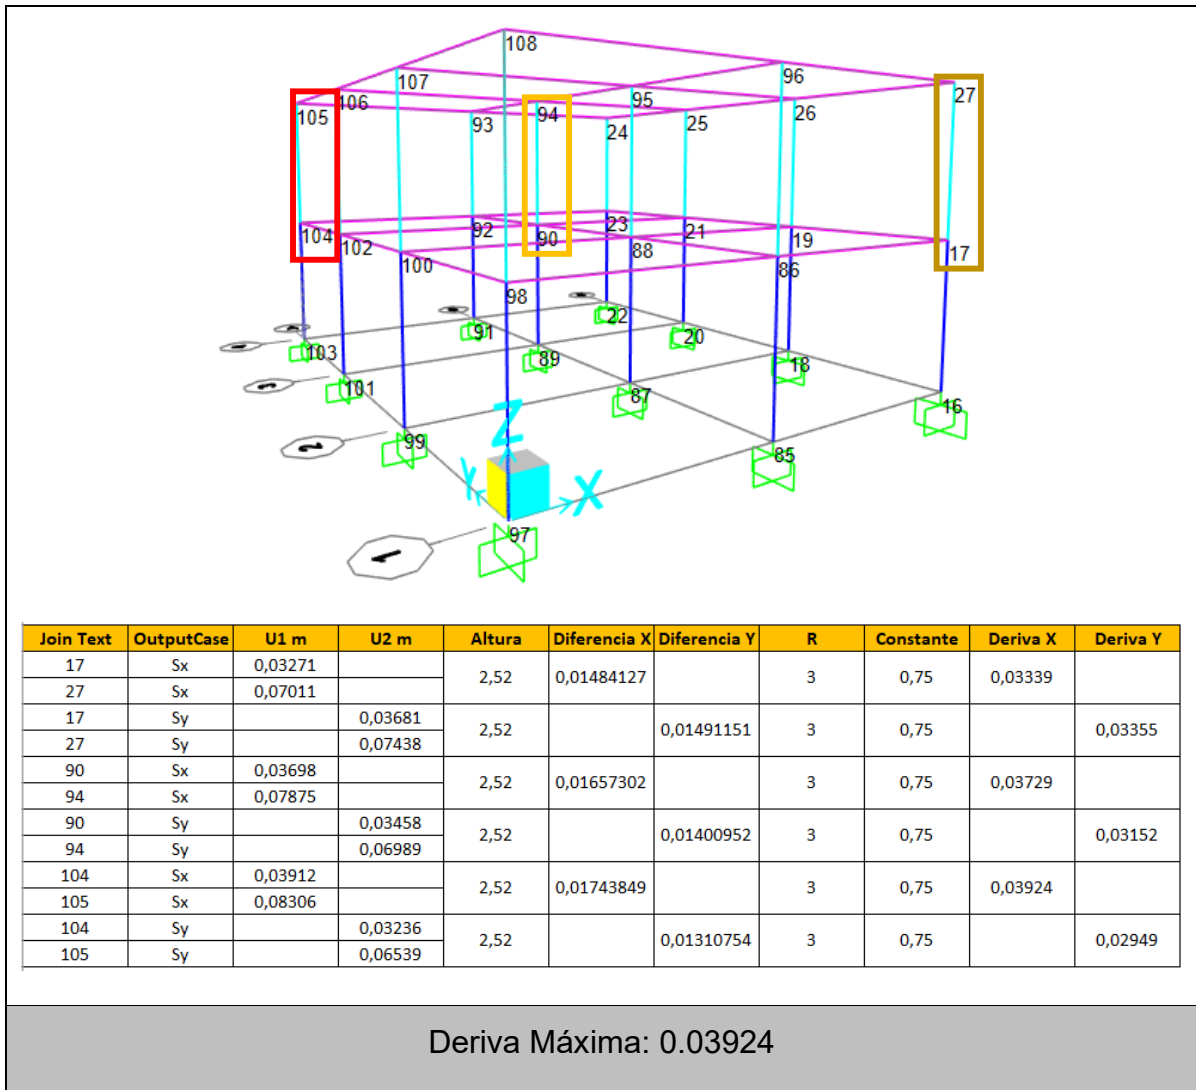 108
107
96
27
106
95
105
94
26
93
25
24
104
102
92
90
23
21
19
17
100
88
86
98
103
91
22
20
101
89
18
99
87
16
Z
85
Y
X
2
1
97
Join Text OutputCase U1 m U2 m Altura Diferencia X Diferencia Y R Constante Deriva X Deriva Y
17 Sx 0,03271 2,52 0,01484127 3 0,75 0,03339
27 Sx 0,07011
17 Sy 0,03681 2,52 0,01491151 3 0,75 0,03355
27 Sy 0,07438
90 Sx 0,03698 2,52 0,01657302 3 0,75 0,03729
94 Sx 0,07875
90 Sy 0,03458 2,52 0,01400952 3 0,75 0,03152
94 Sy 0,06989
104 Sx 0,03912 2,52 0,01743849 3 0,75 0,03924
105 Sx 0,08306
104 Sy 0,03236 2,52 0,01310754 3 0,75 0,02949
105 Sy 0,06539
Deriva Máxima: 0.03924